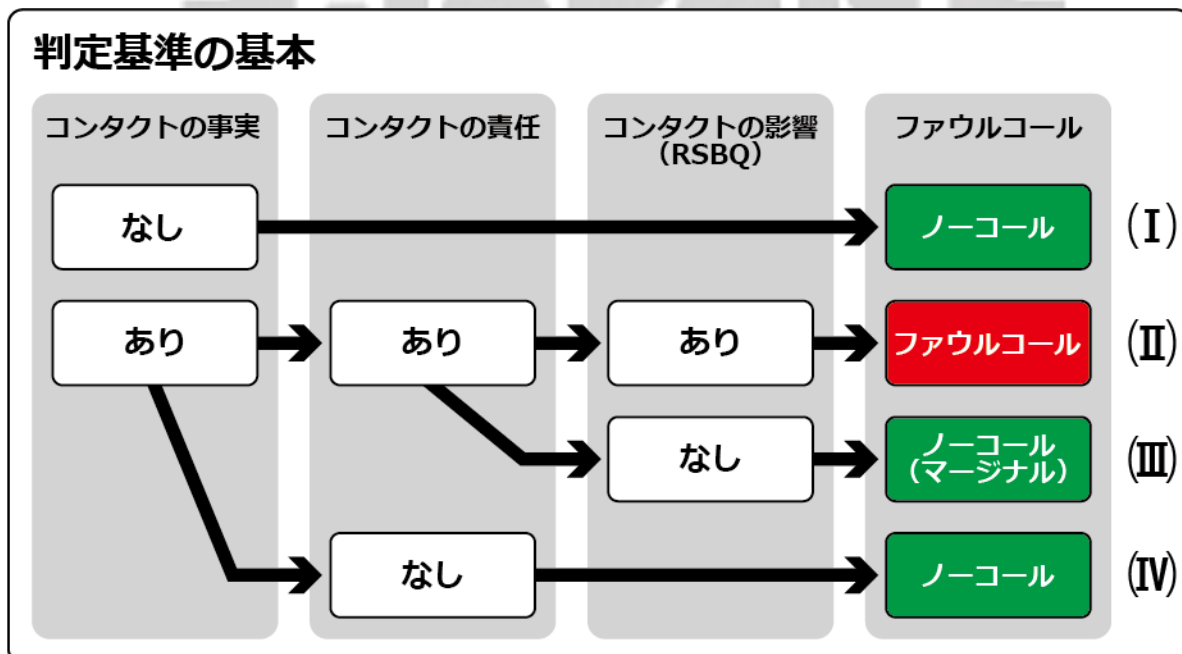 判定基準の基本
コンタクトの事実
コンタクトの責任
コンタクトの影響
（RSBQ）
ファウルコール
なし
ノーコール
(Ⅰ)
あり
あり
あり
ファウルコール
(Ⅱ)
なし
ノーコール
（マージナル）
(Ⅲ)
なし
ノーコール
(Ⅳ)